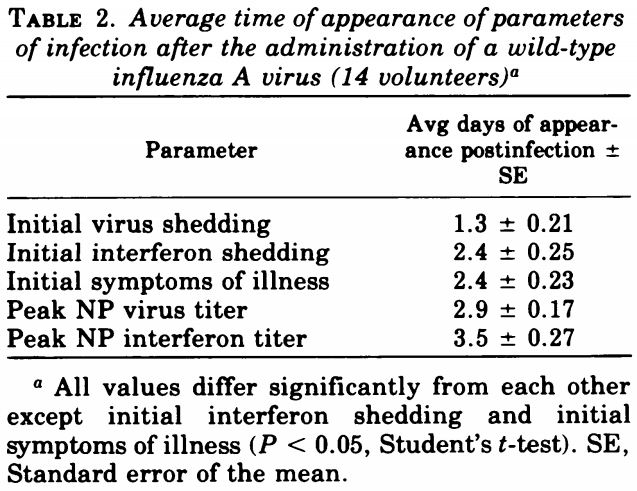 TABLE 2. Average time of appearance of parameters
of infection after the administration of a wild-type
influenza A virus (14 volunteers)a
Parameter
Avg days of appear-
ance postinfection ±
SE
Initial virus shedding 1.3 ± 0.21
Initial interferon shedding 2.4 ± 0.25
Initial symptoms of illness 2.4 ± 0.23
Peak NP virus titer 2.9 ± 0.17
Peak NP interferon titer 3.5 ± 0.27
a All values differ significantly from each other
except initial interferon shedding and initial
symptoms of illness (P < 0.05, Student's t-test). SE,
Standard error of the mean.